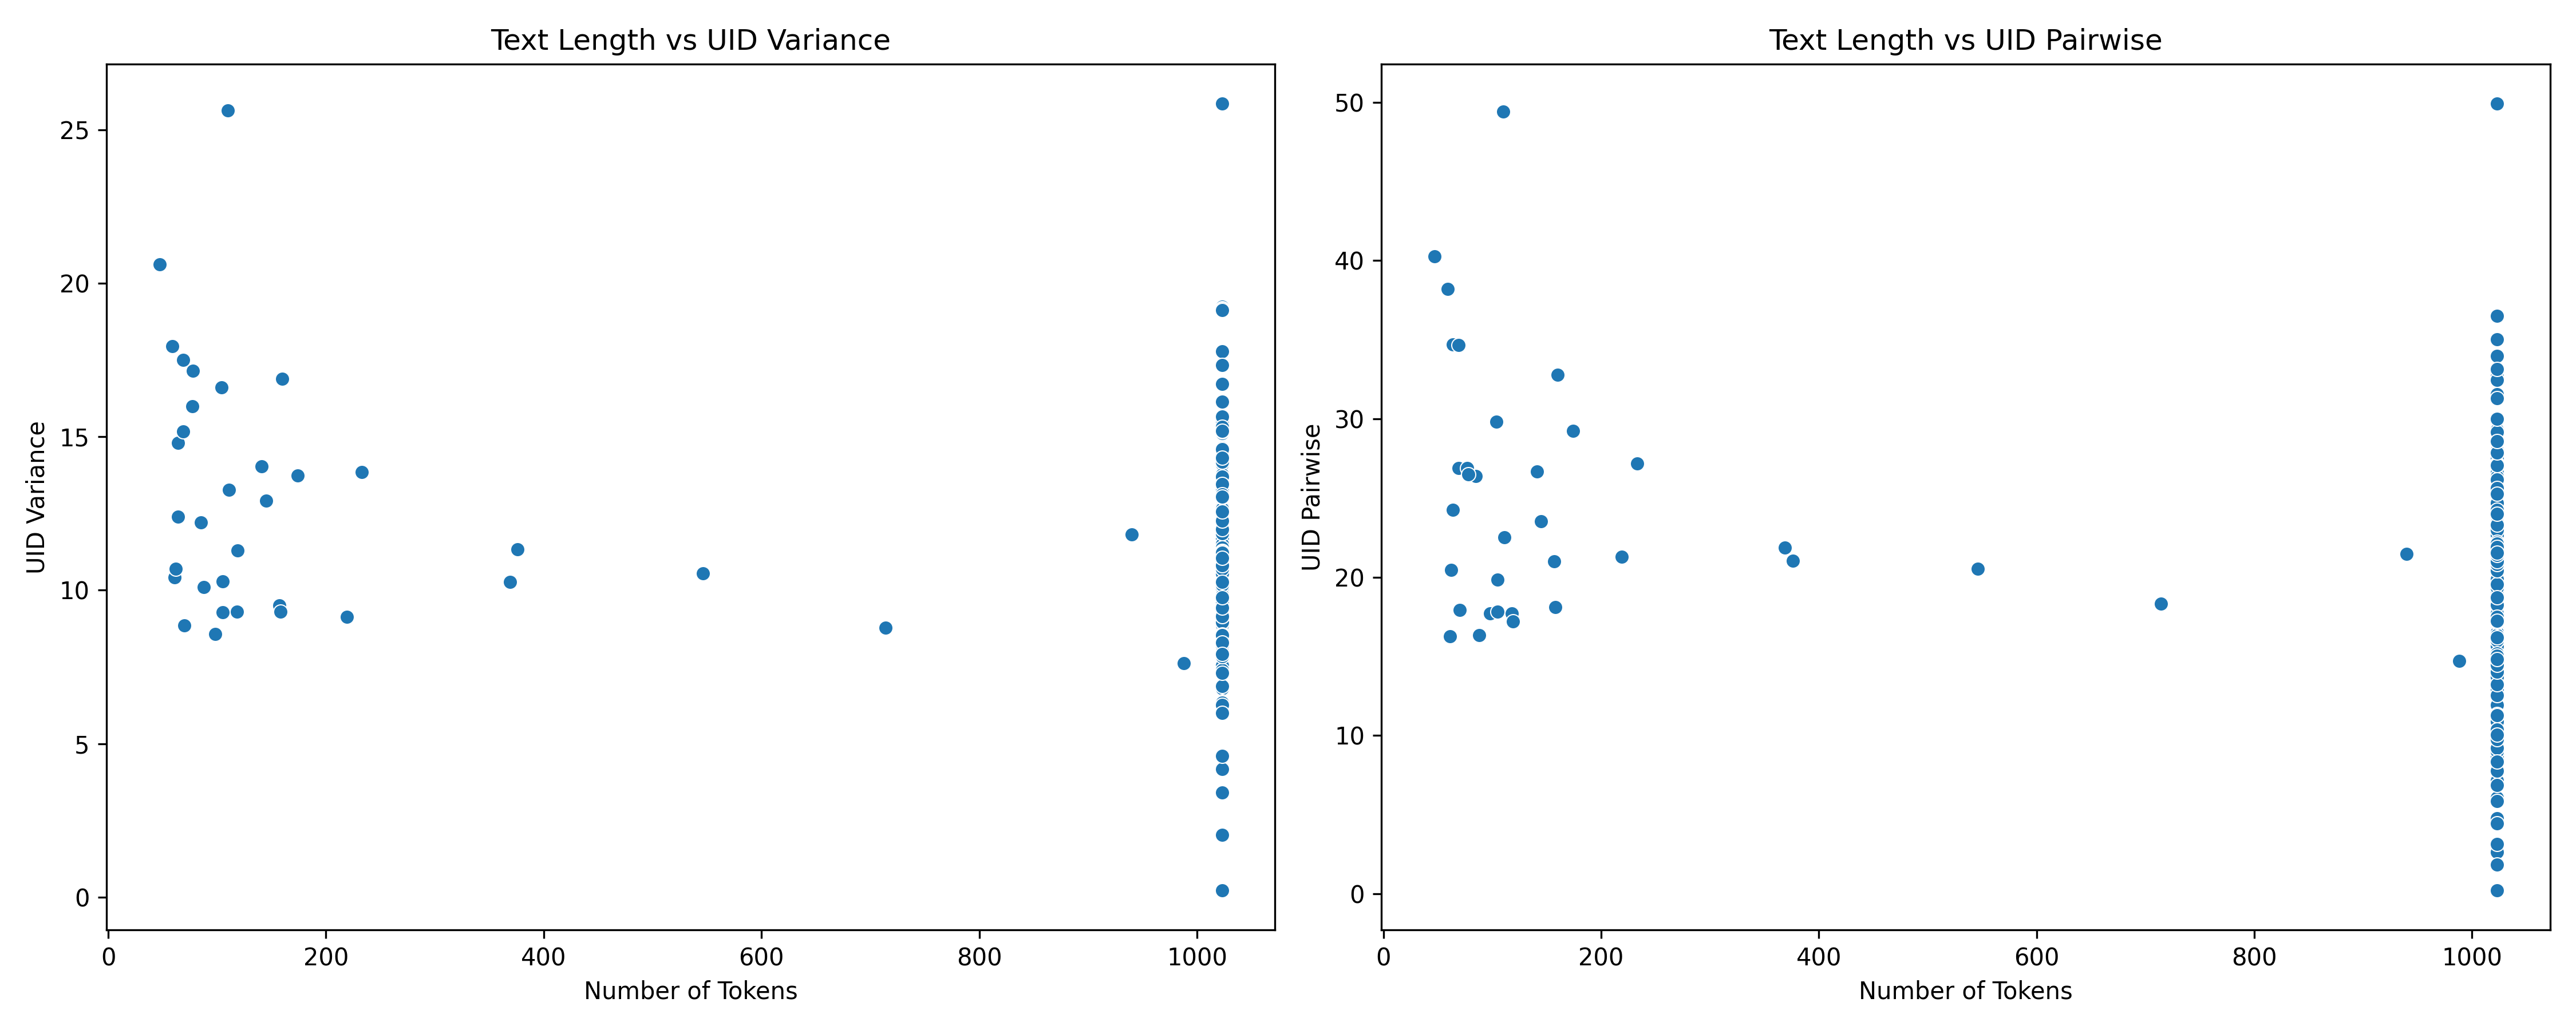 Text Length vs UID Variance
25
20
15
10
5
0
UID Variance
0 200 400 600 800 1000
Number of Tokens
Text Length vs UID Pairwise
50
40
30
20
10
0
UID Pairwise
0 200 400 600 800 1000
Number of Tokens